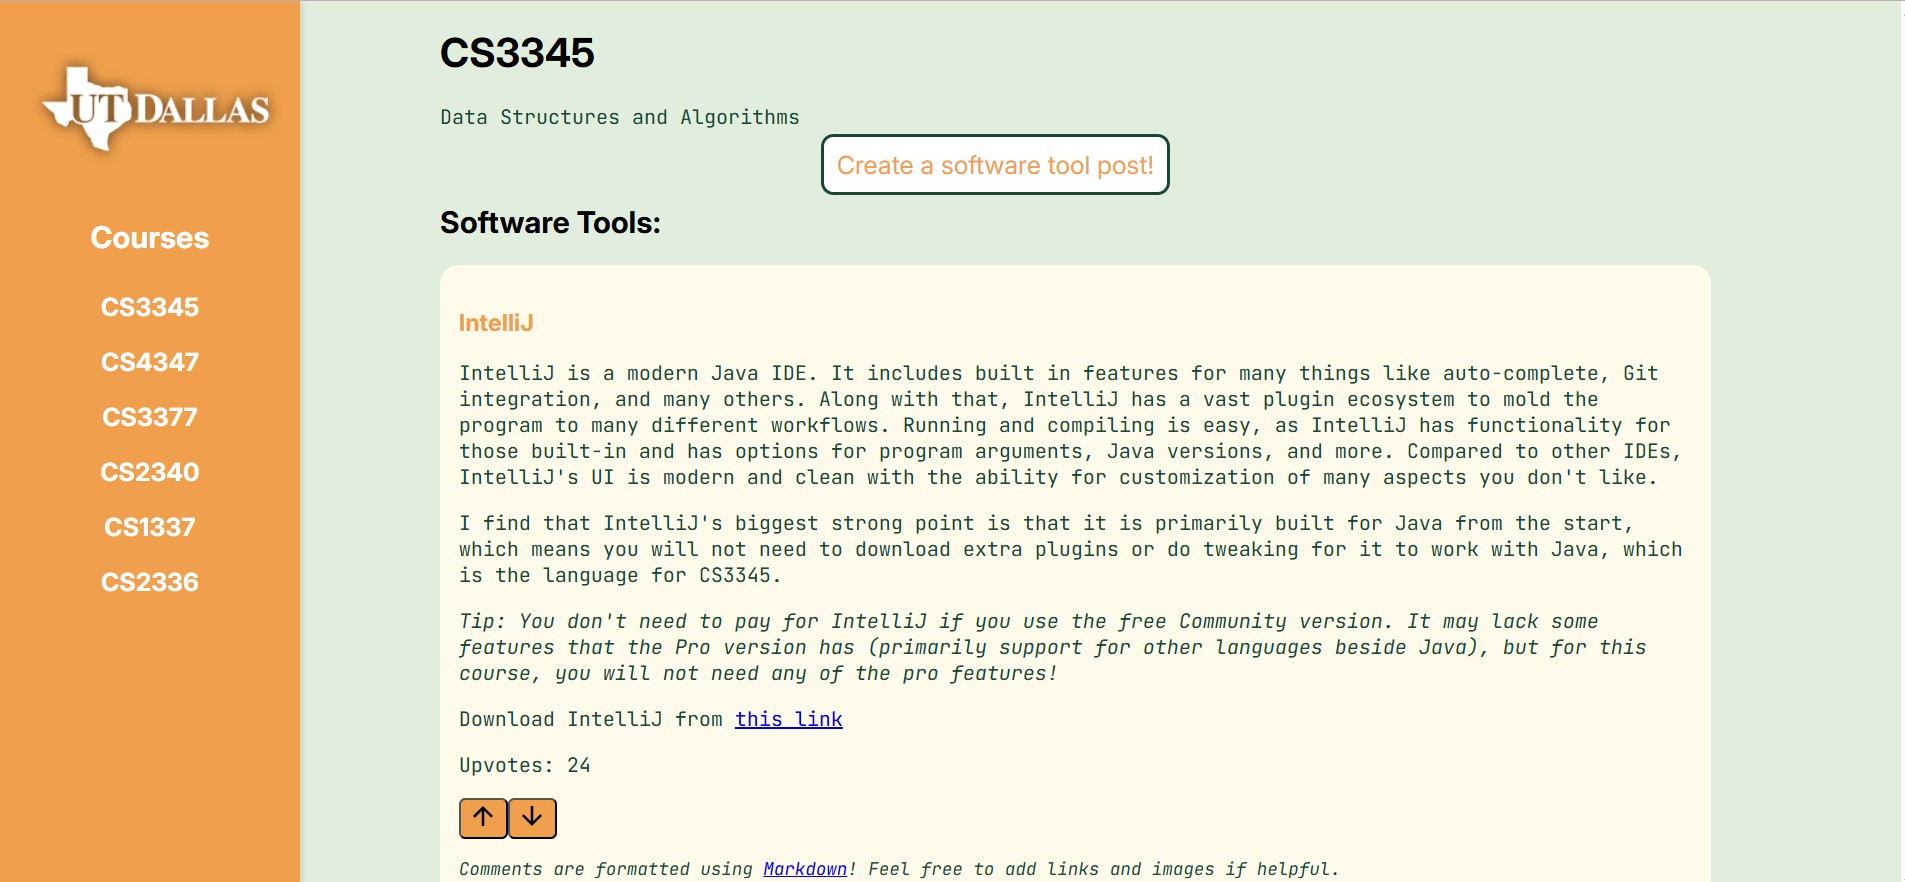 UT DALLAS
Courses
CS3345
CS4347
CS3377
CS2340
CS1337
CS2336
CS3345
Data Structures and Algorithms
Create a software tool post!
Software Tools:
IntelliJ
IntelliJ is a modern Java IDE. It includes built in features for many things like auto-complete, Git
integration, and many others. Along with that, IntelliJ has a vast plugin ecosystem to mold the
program to many different workflows. Running and compiling is easy, as IntelliJ has functionality for
those built-in and has options for program arguments, Java versions, and more. Compared to other IDEs,
IntelliJ's UI is modern and clean with the ability for customization of many aspects you don't like.
I find that IntelliJ's biggest strong point is that it is primarily built for Java from the start,
which means you will not need to download extra plugins or do tweaking for it to work with Java, which
is the language for CS3345.
Tip: You don't need to pay for IntelliJ if you use the free Community version. It may lack some
features that the Pro version has (primarily support for other languages beside Java), but for this
course, you will not need any of the pro features!
Download IntelliJ from this link
Upvotes: 24
Comments are formatted using Markdown! Feel free to add links and images if helpful.